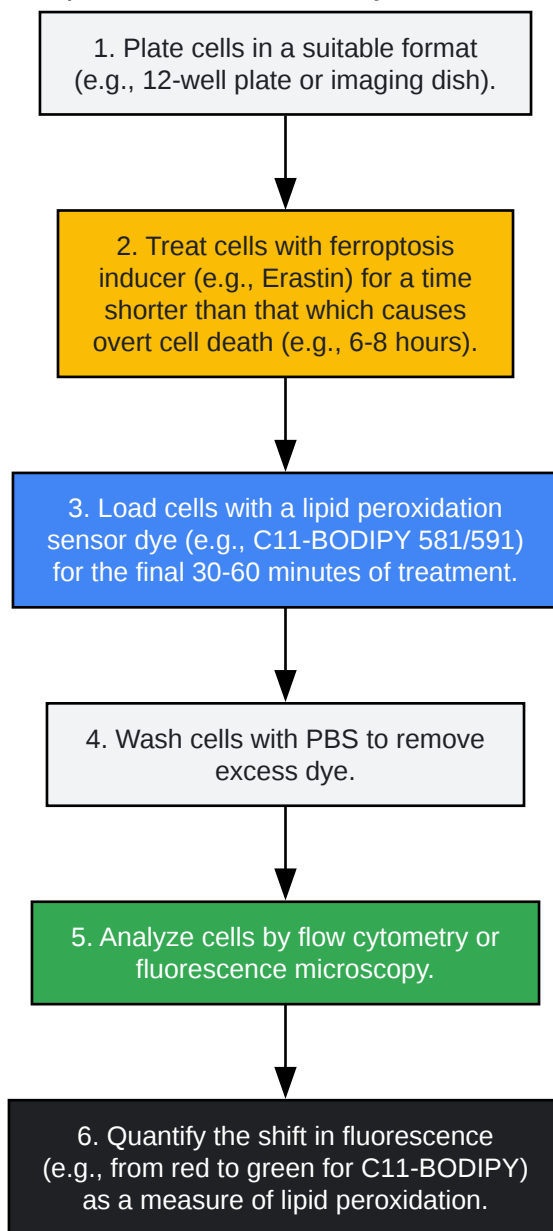 1. Plate cells in a suitable format
(e.g., 12-well plate or imaging dish).
2. Treat cells with ferroptosis
inducer (e.g., Erastin) for a time
shorter than that which causes
overt cell death (e.g., 6-8 hours).
3. Load cells with a lipid peroxidation
sensor dye (e.g., C11-BODIPY 581/591)
for the final 30-60 minutes of treatment.
4. Wash cells with PBS to remove
excess dye.
5. Analyze cells by flow cytometry or
fluorescence microscopy.
6. Quantify the shift in fluorescence
(e.g., from red to green for C11-BODIPY)
as a measure of lipid peroxidation.